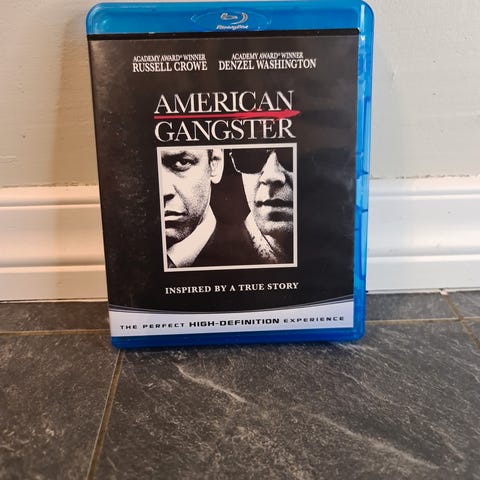 Blu-ray Disc
ACADEMY AWARD® WINNER
RUSSELL CROWE
ACADEMY AWARD® WINNER
DENZEL WASHINGTON
AMERICAN
GANGSTER
INSPIRED BY A TRUE STORY
THE PERFECT HIGH-DEFINITION EXPERIENCE